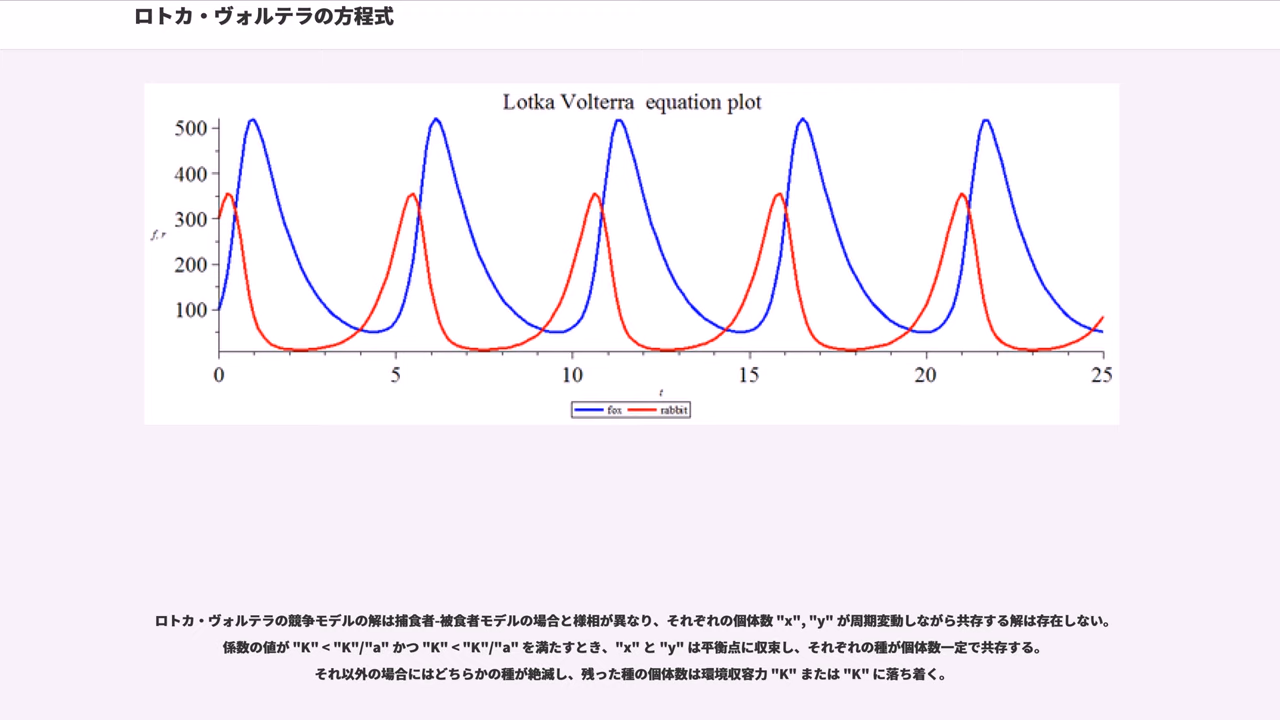 ロトカ・ヴォルテラの方程式
Lotka Volterra equation plot
500
400
300
200
100
f, r
0 5 10 15 20 25
t
fox rabbit
ロトカ・ヴォルテラの競争モデルの解は捕食者-被食者モデルの場合と様相が異なり、それぞれの個体数 "x", "y" が周期変動しながら共存する解は存在しない。
係数の値が "K" < "K"/"a" かつ "K" < "K"/"a" を満たすとき、"x" と "y" は平衡点に収束し、それぞれの種が個体数一定で共存する。
それ以外の場合にはどちらかの種が絶滅し、残った種の個体数は環境収容力 "K" または "K" に落ち着く。